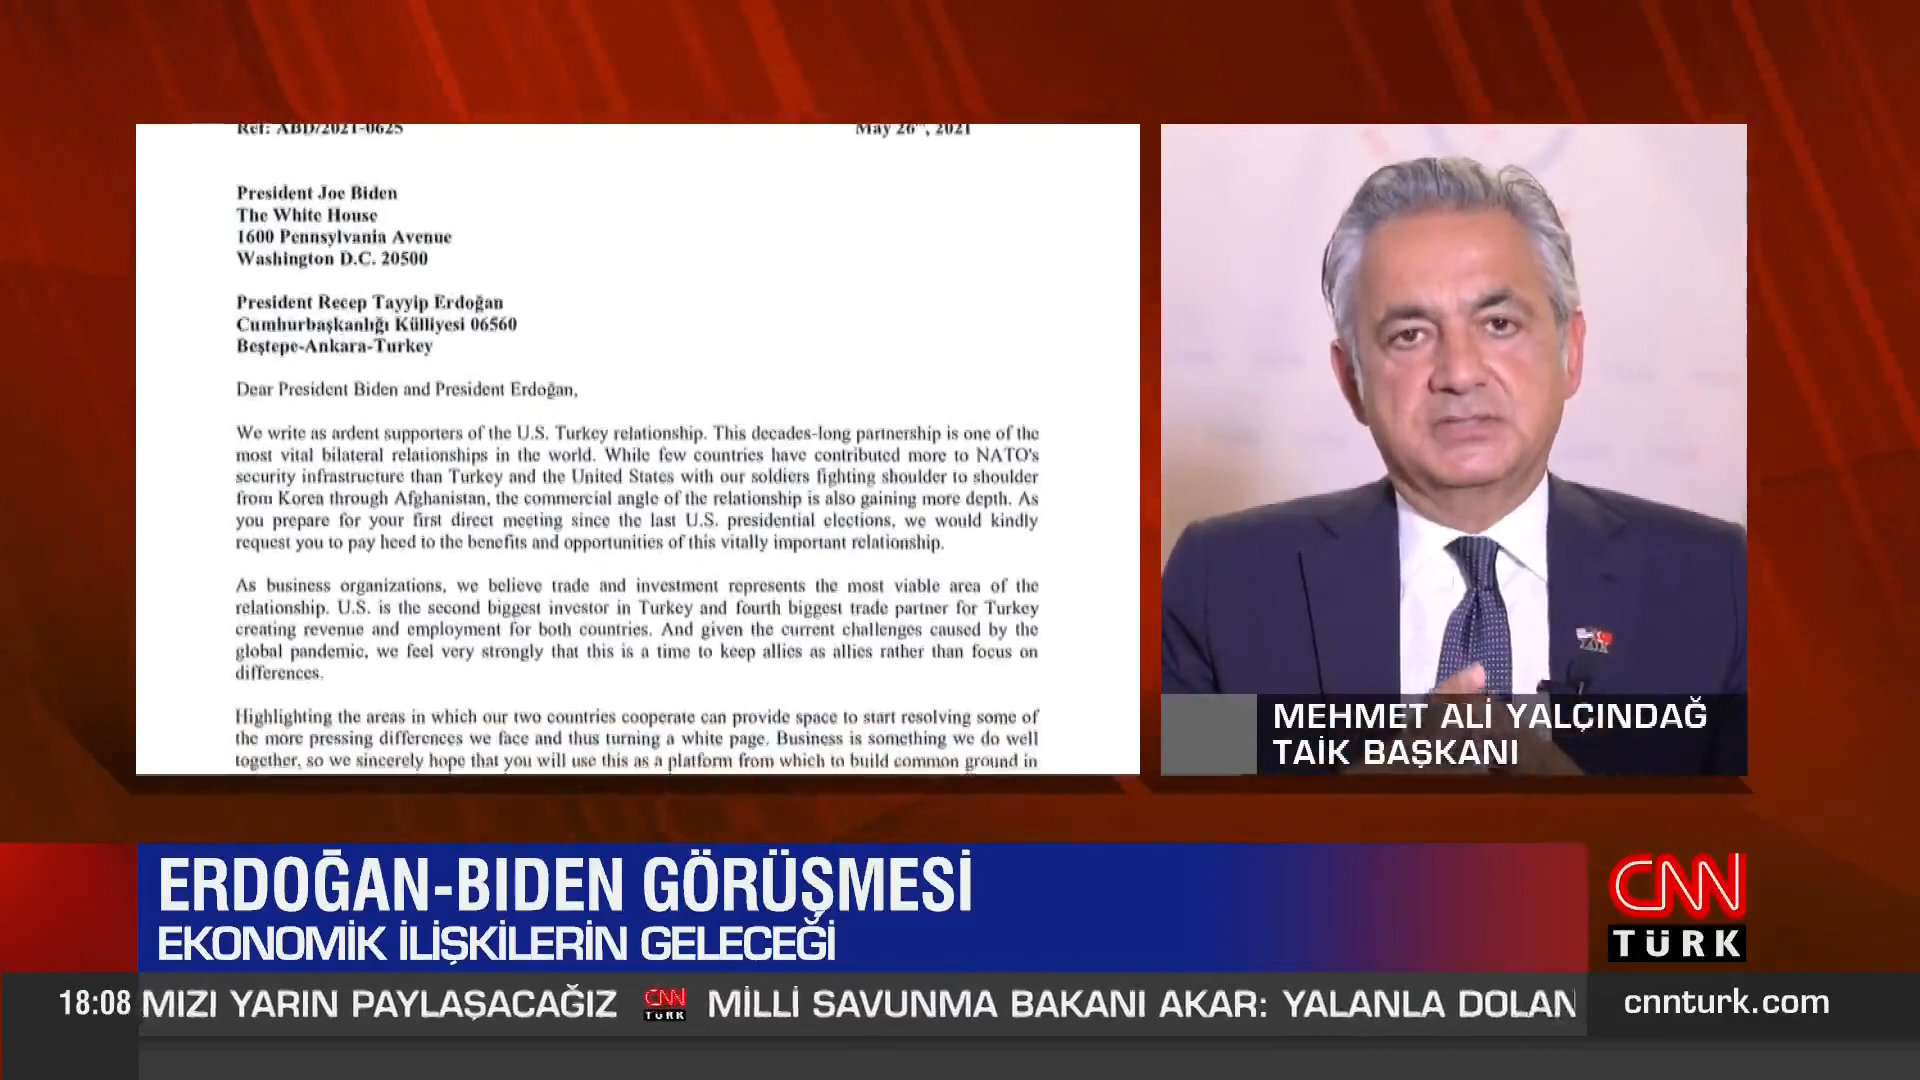 Ref: ABD/2021-0625 May 26th, 2021
President Joe Biden
The White House
1600 Pennsylvania Avenue
Washington D.C. 20500
President Recep Tayyip Erdoğan
Cumhurbaşkanlığı Külliyesi 06560
Beştepe-Ankara-Turkey
Dear President Biden and President Erdoğan,
We write as ardent supporters of the U.S. Turkey relationship. This decades-long partnership is one of the
most vital bilateral relationships in the world. While few countries have contributed more to NATO's
security infrastructure than Turkey and the United States with our soldiers fighting shoulder to shoulder
from Korea through Afghanistan, the commercial angle of the relationship is also gaining more depth. As
you prepare for your first direct meeting since the last U.S. presidential elections, we would kindly
request you to pay heed to the benefits and opportunities of this vitally important relationship.
As business organizations, we believe trade and investment represents the most viable area of the
relationship. U.S. is the second biggest investor in Turkey and fourth biggest trade partner for Turkey
creating revenue and employment for both countries. And given the current challenges caused by the
global pandemic, we feel very strongly that this is a time to keep allies as allies rather than focus on
differences.
Highlighting the areas in which our two countries cooperate can provide space to start resolving some of
the more pressing differences we face and thus turning a white page. Business is something we do well
together, so we sincerely hope that you will use this as a platform from which to build common ground in
TAİK
MEHMET ALİ YALÇINDAĞ
TAİK BAŞKANI
ERDOĞAN-BIDEN GÖRÜŞMESİ
EKONOMİK İLİŞKİLERİN GELECEĞİ
CNN
TÜRK
18:08 MIZI YARIN PAYLAŞACAĞIZ CNN TÜRK MİLLİ SAVUNMA BAKANI AKAR: YALANLA DOLAN
cnnturk.com